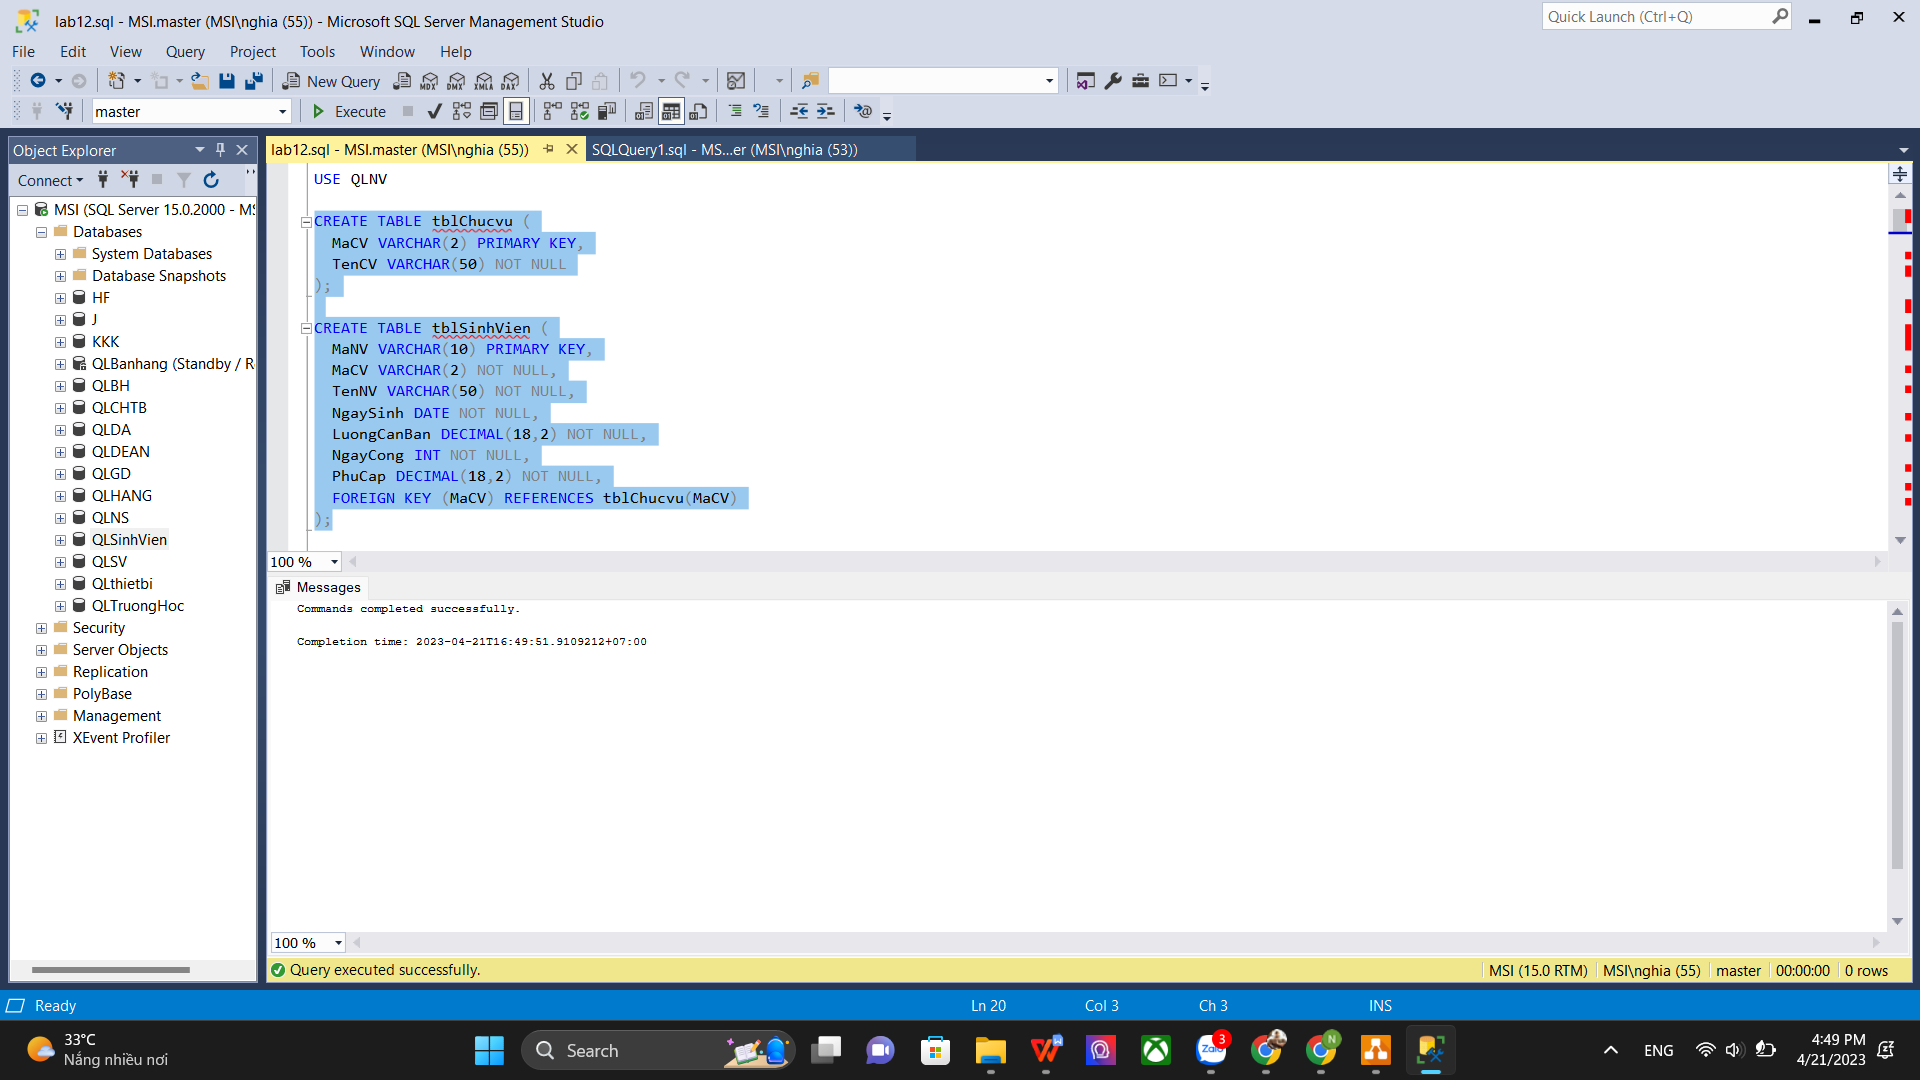 lab12.sql - MSI.master (MSI\nghia (55)) - Microsoft SQL Server Management Studio
Quick Launch (Ctrl+Q)
File Edit View Query Project Tools Window Help
New Query
MDX DMX XMLA DAX
master
Execute
Object Explorer
lab12.sql - MSI.master (MSI\nghia (55))
SQLQuery1.sql - MS...er (MSI\nghia (53))
Connect
MSI (SQL Server 15.0.2000 - MS
Databases
System Databases
Database Snapshots
HF
J
KKK
QLBanhang (Standby / R
QLBH
QLCHTB
QLDA
QLDEAN
QLGD
QLHANG
QLNS
QLSinhVien
QLSV
QLthietbi
QLTruongHoc
Security
Server Objects
Replication
PolyBase
Management
XEvent Profiler
USE QLNV
CREATE TABLE tblChucvu (
MaCV VARCHAR(2) PRIMARY KEY,
TenCV VARCHAR(50) NOT NULL
);
CREATE TABLE tblSinhVien (
MaNV VARCHAR(10) PRIMARY KEY,
MaCV VARCHAR(2) NOT NULL,
TenNV VARCHAR(50) NOT NULL,
NgaySinh DATE NOT NULL,
LuongCanBan DECIMAL(18,2) NOT NULL,
NgayCong INT NOT NULL,
PhuCap DECIMAL(18,2) NOT NULL,
FOREIGN KEY (MaCV) REFERENCES tblChucvu(MaCV)
);
100 %
Messages
Commands completed successfully.
Completion time: 2023-04-21T16:49:51.9109212+07:00
100 %
Query executed successfully.
MSI (15.0 RTM) MSI\nghia (55) master 00:00:00 0 rows
Ready
Ln 20 Col 3 Ch 3 INS
33°C
Nắng nhiều nơi
Search
Zalo
3
N
ENG
4:49 PM
4/21/2023